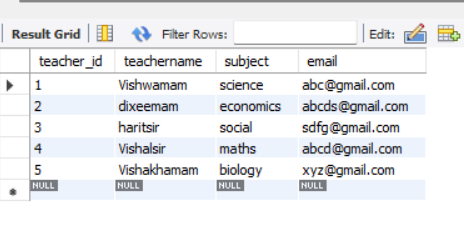 Result Grid Filter Rows: Edit:
teacher_id teachername subject email
1 Vishwamam science abc@gmail.com
2 dixeemam economics abcds@gmail.com
3 haritsir social sdfg@gmail.com
4 Vishalsir maths abcd@gmail.com
5 Vishakhamam biology xyz@gmail.com
NULL NULL NULL NULL